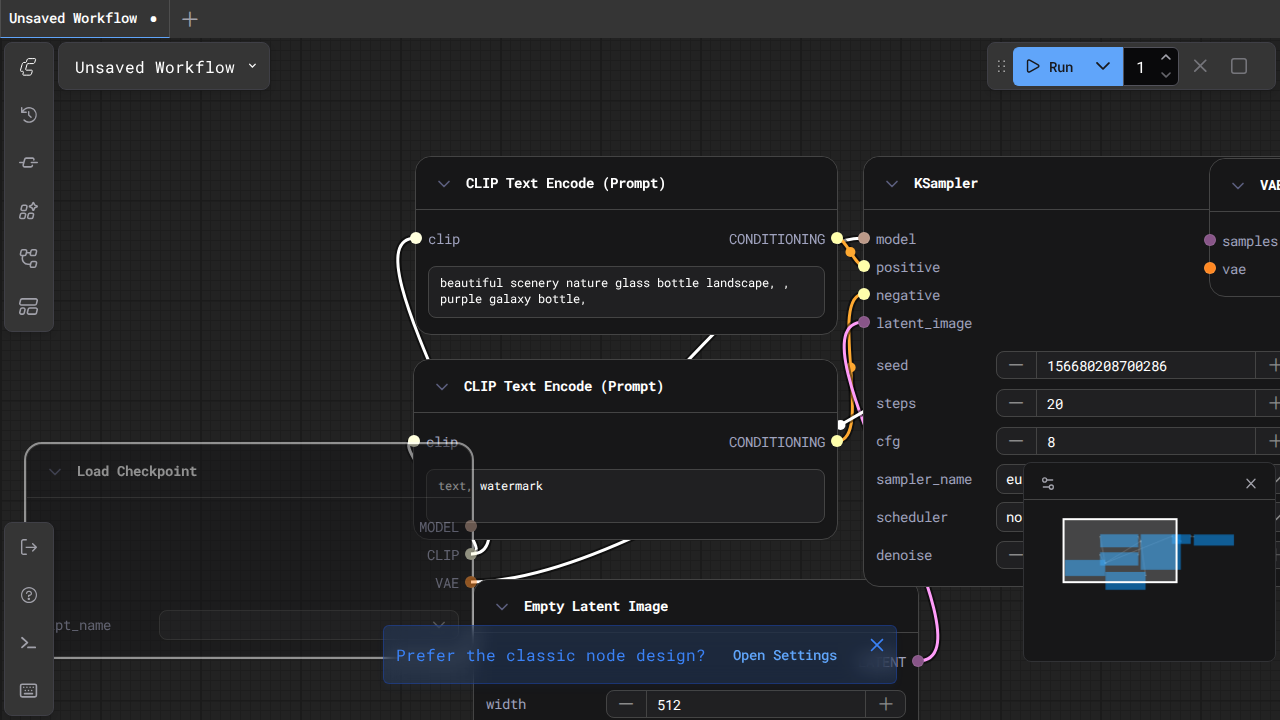 Unsaved Workflow
Unsaved Workflow
Run
1
CLIP Text Encode (Prompt)
clip
CONDITIONING
beautiful scenery nature glass bottle landscape, ,
purple galaxy bottle,
CLIP Text Encode (Prompt)
clip
CONDITIONING
text, watermark
Load Checkpoint
MODEL
CLIP
VAE
pt_name
KSampler
model
positive
negative
latent_image
seed
156680208700286
steps
20
cfg
8
sampler_name
eu
scheduler
no
denoise
VAE
samples
vae
Empty Latent Image
ENT
width
512
Prefer the classic node design?
Open Settings